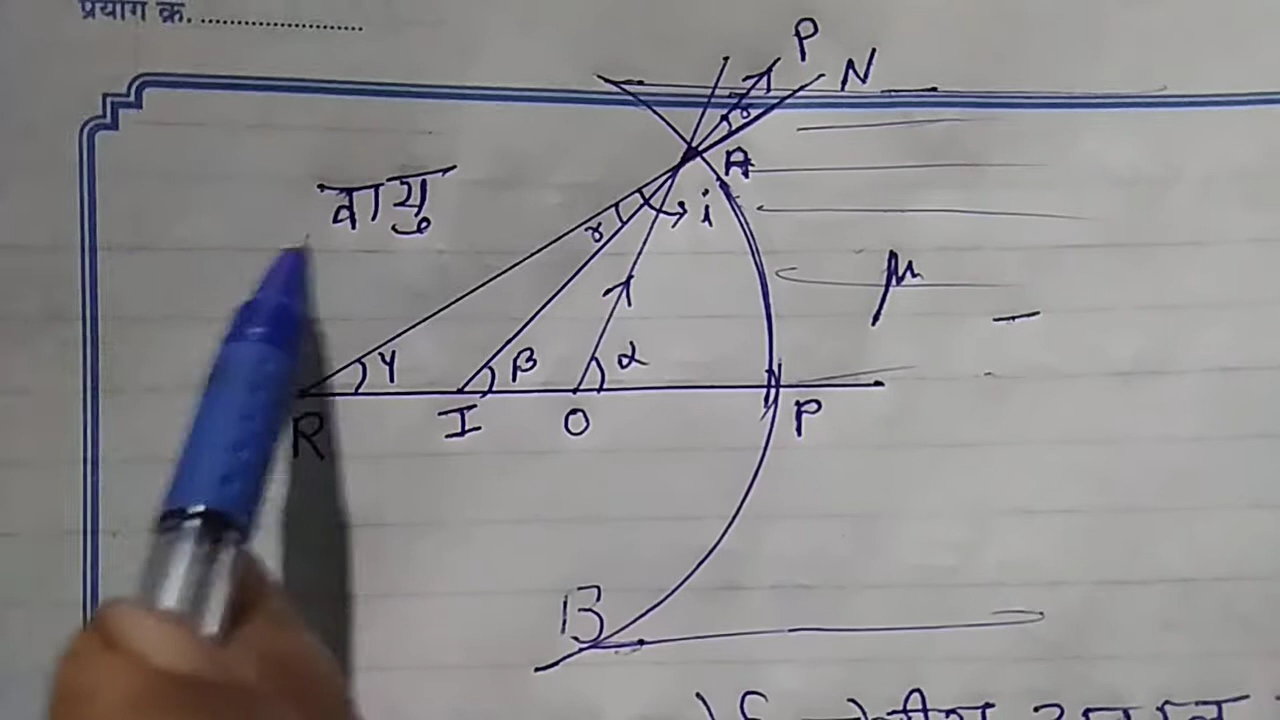 प्रयोग क्र. ....................
P
N
r
A
वायु
i
r
μ
γ β α
R I O P
B